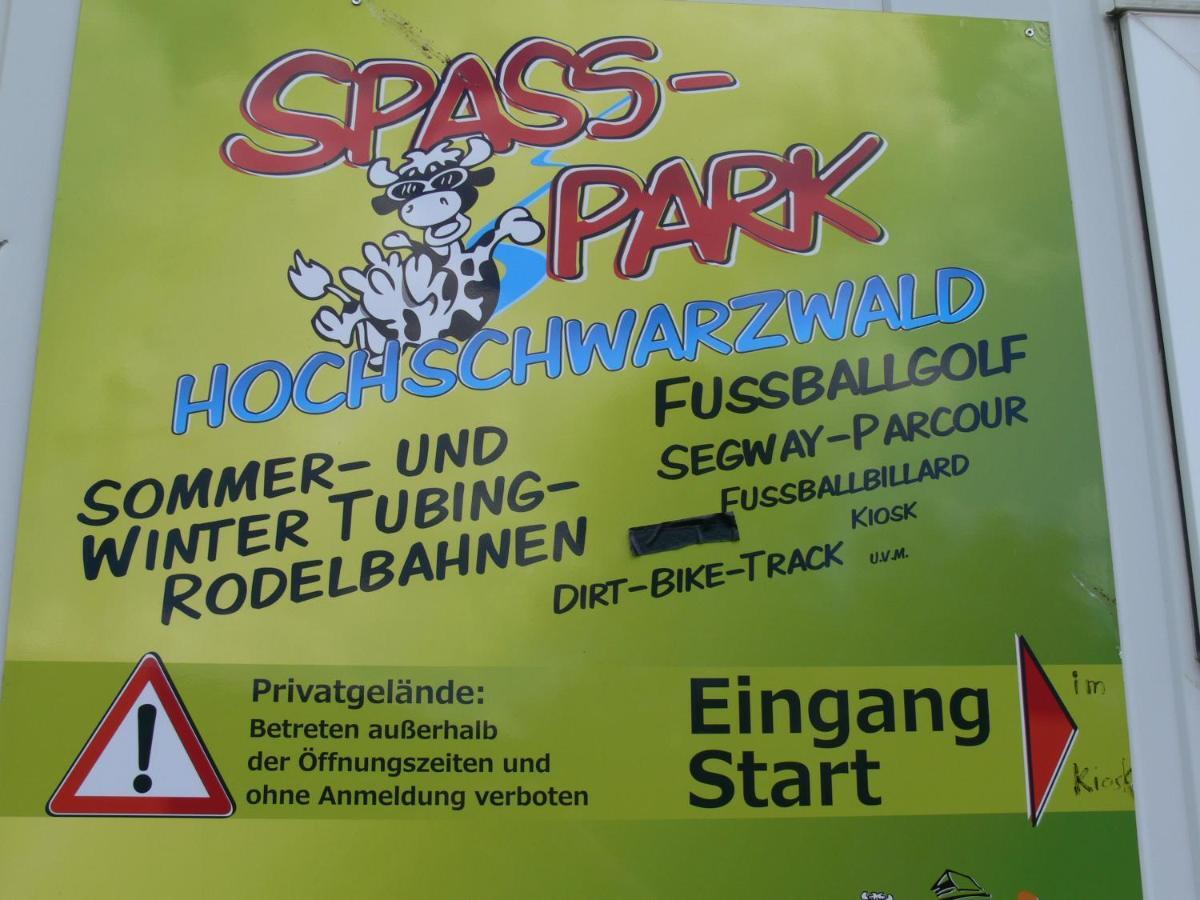 SPASS-
PARK
HOCHSCHWARZWALD
SOMMER- UND
WINTER TUBING-
RODELBAHNEN
FUSSBALLGOLF
SEGWAY-PARCOUR
FUSSBALLBILLARD
KIOSK
DIRT-BIKE-TRACK U.V.M.
Privatgelände:
Betreten außerhalb
der Öffnungszeiten und
ohne Anmeldung verboten
Eingang
Start
im
Kiosk